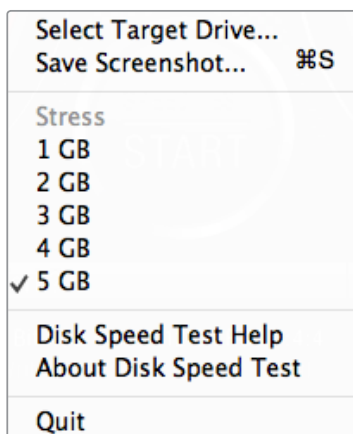 Select Target Drive...
Save Screenshot... ⌘S
Stress
START
1 GB
2 GB
3 GB
4 GB
✓ 5 GB
Disk Speed Test Help
About Disk Speed Test
Quit